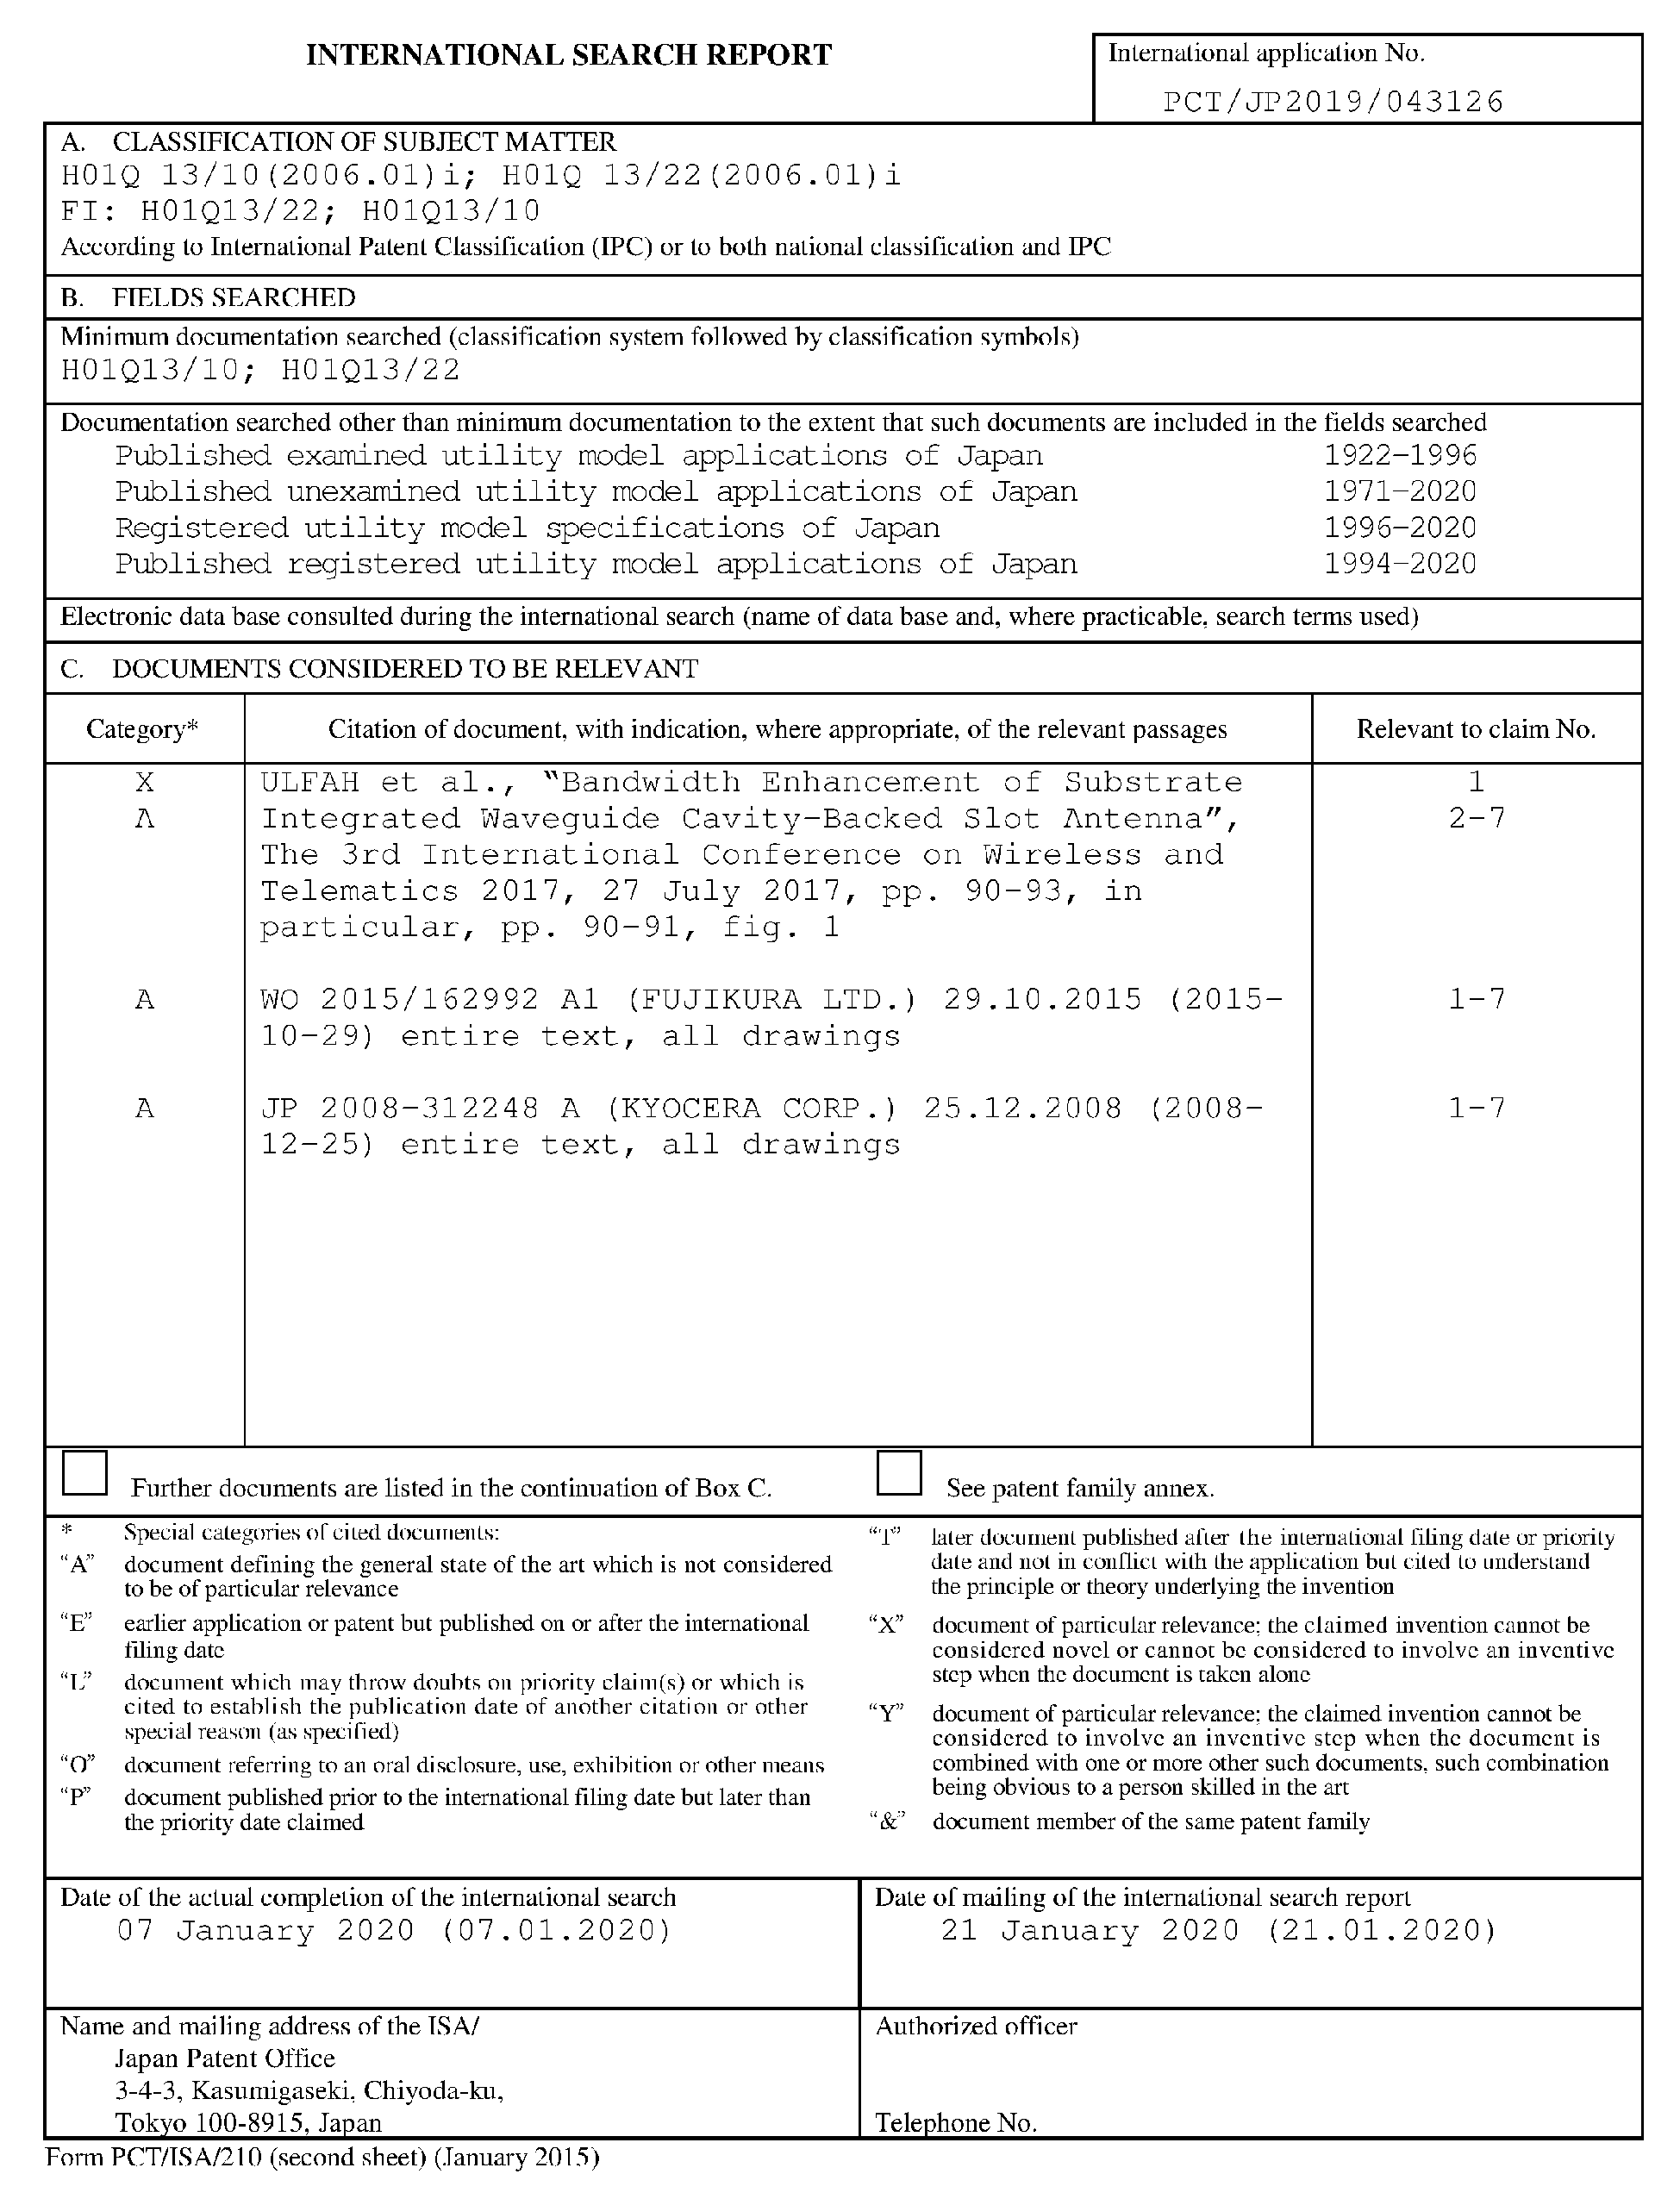 INTERNATIONAL SEARCH REPORT
International application No.
PCT/JP2019/043126
A. CLASSIFICATION OF SUBJECT MATTER
H01Q 13/10(2006.01)i; H01Q 13/22(2006.01)i
FI: H01Q13/22; H01Q13/10
According to International Patent Classification (IPC) or to both national classification and IPC
B. FIELDS SEARCHED
Minimum documentation searched (classification system followed by classification symbols)
H01Q13/10; H01Q13/22
Documentation searched other than minimum documentation to the extent that such documents are included in the fields searched
Published examined utility model applications of Japan 1922-1996
Published unexamined utility model applications of Japan 1971-2020
Registered utility model specifications of Japan 1996-2020
Published registered utility model applications of Japan 1994-2020
Electronic data base consulted during the international search (name of data base and, where practicable, search terms used)
C. DOCUMENTS CONSIDERED TO BE RELEVANT
Category* Citation of document, with indication, where appropriate, of the relevant passages Relevant to claim No.
X ULFAH et al., "Bandwidth Enhancement of Substrate 1
A Integrated Waveguide Cavity-Backed Slot Antenna", 2-7
The 3rd International Conference on Wireless and
Telematics 2017, 27 July 2017, pp. 90-93, in
particular, pp. 90-91, fig. 1
A WO 2015/162992 A1 (FUJIKURA LTD.) 29.10.2015 (2015- 1-7
10-29) entire text, all drawings
A JP 2008-312248 A (KYOCERA CORP.) 25.12.2008 (2008- 1-7
12-25) entire text, all drawings
Further documents are listed in the continuation of Box C.
See patent family annex.
* Special categories of cited documents:
"A" document defining the general state of the art which is not considered
to be of particular relevance
"E" earlier application or patent but published on or after the international
filing date
"L" document which may throw doubts on priority claim(s) or which is
cited to establish the publication date of another citation or other
special reason (as specified)
"O" document referring to an oral disclosure, use, exhibition or other means
"P" document published prior to the international filing date but later than
the priority date claimed
"T" later document published after the international filing date or priority
date and not in conflict with the application but cited to understand
the principle or theory underlying the invention
"X" document of particular relevance; the claimed invention cannot be
considered novel or cannot be considered to involve an inventive
step when the document is taken alone
"Y" document of particular relevance; the claimed invention cannot be
considered to involve an inventive step when the document is
combined with one or more other such documents, such combination
being obvious to a person skilled in the art
"&" document member of the same patent family
Date of the actual completion of the international search
07 January 2020 (07.01.2020)
Date of mailing of the international search report
21 January 2020 (21.01.2020)
Name and mailing address of the ISA/
Japan Patent Office
3-4-3, Kasumigaseki, Chiyoda-ku,
Tokyo 100-8915, Japan
Authorized officer
Telephone No.
Form PCT/ISA/210 (second sheet) (January 2015)